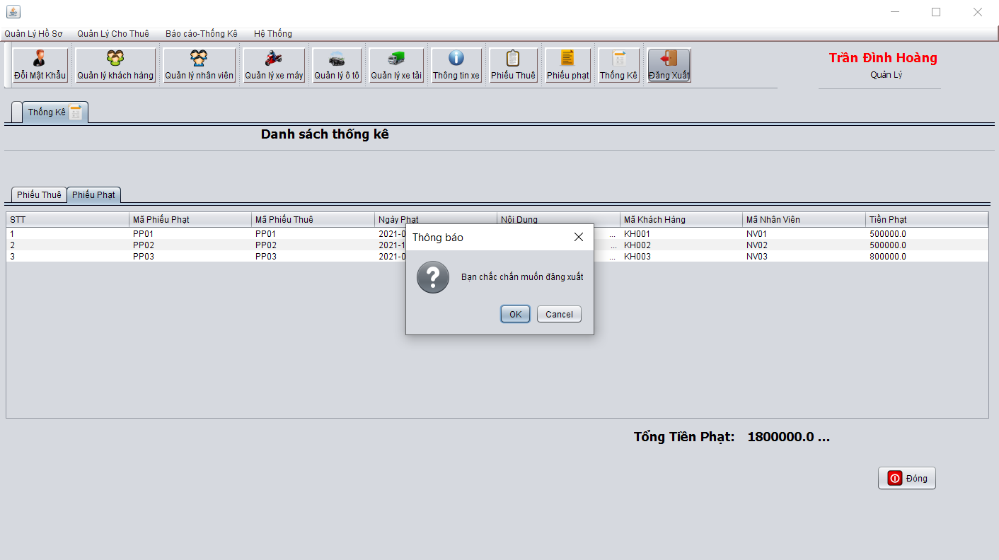 Quản Lý Hồ Sơ Quản Lý Cho Thuê Báo cáo-Thống Kê Hệ Thống
Đổi Mật Khẩu Quản lý khách hàng Quản lý nhân viên Quản lý xe máy Quản lý ô tô Quản lý xe tải Thông tin xe Phiếu Thuê Phiếu phạt Thống Kê Đăng Xuất
Trần Đình Hoàng
Quản Lý
Thống Kê
Danh sách thống kê
Phiếu Thuê Phiếu Phạt
STT Mã Phiếu Phạt Mã Phiếu Thuê Ngày Phạt Nội Dung Mã Khách Hàng Mã Nhân Viên Tiền Phạt
1 PP01 PP01 2021-0 ... KH001 NV01 500000.0
2 PP02 PP02 2021-1 ... KH002 NV02 500000.0
3 PP03 PP03 2021-0 ... KH003 NV03 800000.0
Thông báo
Bạn chắc chắn muốn đăng xuất
OK Cancel
Tổng Tiền Phạt: 1800000.0 ...
Đóng